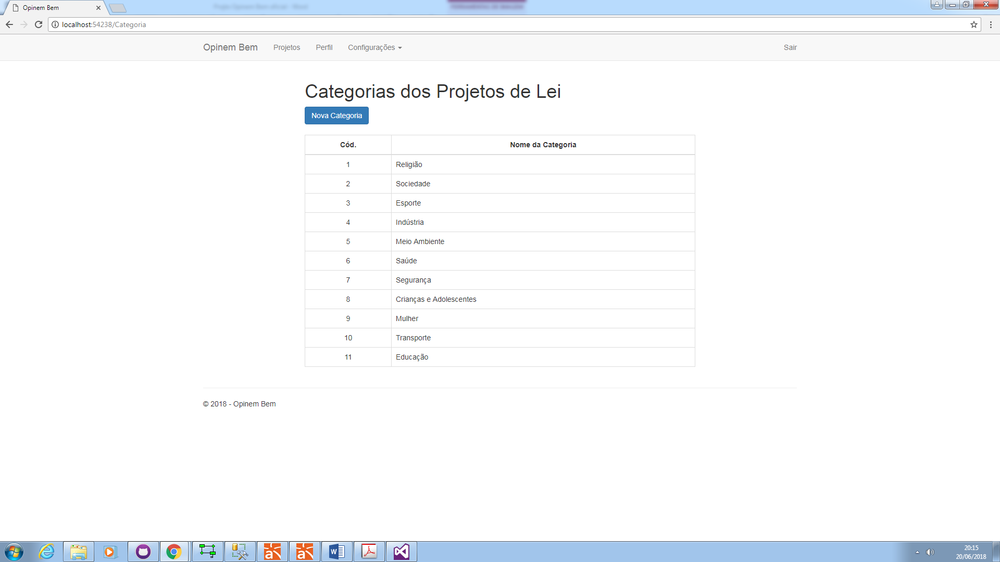 Opinem Bem
localhost:54238/Categoria
Opinem Bem Projetos Perfil Configurações Sair
Categorias dos Projetos de Lei
Nova Categoria
Cód. Nome da Categoria
1 Religião
2 Sociedade
3 Esporte
4 Indústria
5 Meio Ambiente
6 Saúde
7 Segurança
8 Crianças e Adolescentes
9 Mulher
10 Transporte
11 Educação
© 2018 - Opinem Bem
20:15
20/06/2018